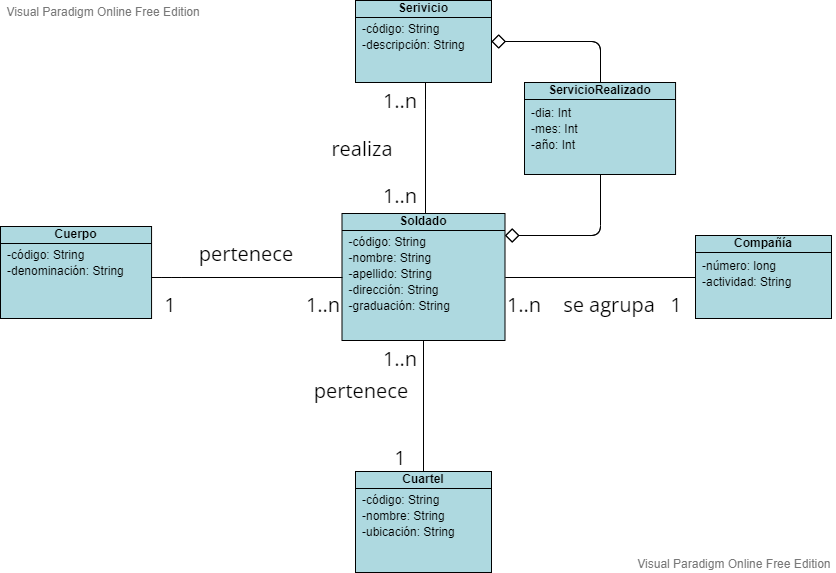 Visual Paradigm Online Free Edition
Serivicio
-código: String
-descripción: String
1..n
realiza
1..n
ServicioRealizado
-dia: Int
-mes: Int
-año: Int
Cuerpo
-código: String
-denominación: String
pertenece
1
1..n
Soldado
-código: String
-nombre: String
-apellido: String
-dirección: String
-graduación: String
1..n
se agrupa
1
Compañía
-número: long
-actividad: String
1..n
pertenece
1
Cuartel
-código: String
-nombre: String
-ubicación: String
Visual Paradigm Online Free Edition